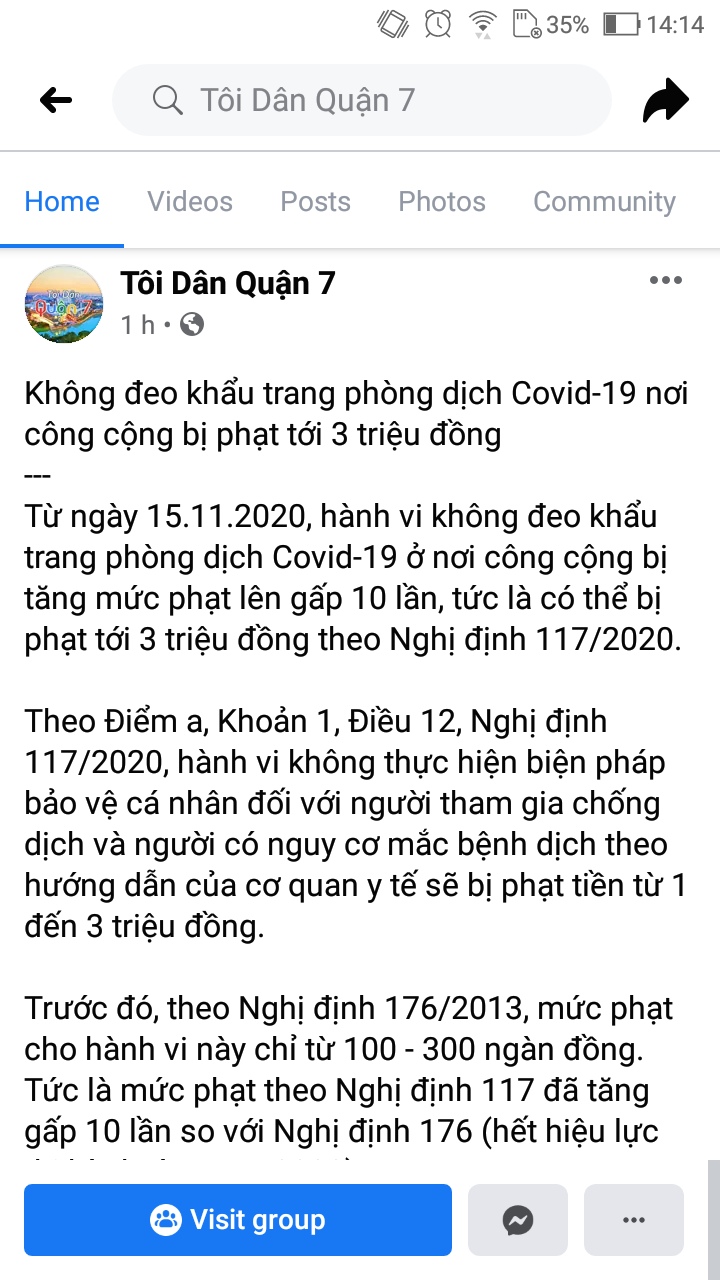 35% 14:14
Tôi Dân Quận 7
Home Videos Posts Photos Community
Tôi Dân Quận 7
1 h •
Không đeo khẩu trang phòng dịch Covid-19 nơi
công cộng bị phạt tới 3 triệu đồng
---
Từ ngày 15.11.2020, hành vi không đeo khẩu
trang phòng dịch Covid-19 ở nơi công cộng bị
tăng mức phạt lên gấp 10 lần, tức là có thể bị
phạt tới 3 triệu đồng theo Nghị định 117/2020.
Theo Điểm a, Khoản 1, Điều 12, Nghị định
117/2020, hành vi không thực hiện biện pháp
bảo vệ cá nhân đối với người tham gia chống
dịch và người có nguy cơ mắc bệnh dịch theo
hướng dẫn của cơ quan y tế sẽ bị phạt tiền từ 1
đến 3 triệu đồng.
Trước đó, theo Nghị định 176/2013, mức phạt
cho hành vi này chỉ từ 100 - 300 ngàn đồng.
Tức là mức phạt theo Nghị định 117 đã tăng
gấp 10 lần so với Nghị định 176 (hết hiệu lực
Visit group